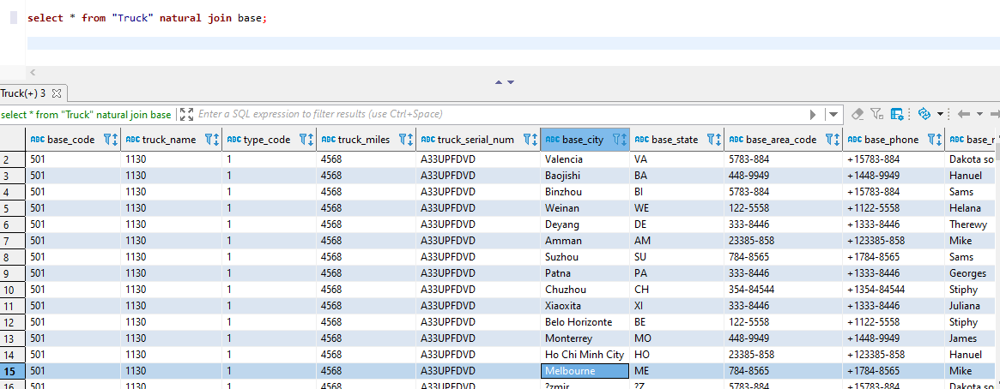 select * from "Truck" natural join base;
Truck(+) 3
select * from "Truck" natural join base Enter a SQL expression to filter results (use Ctrl+Space)
ABC base_code ABC truck_name ABC type_code ABC truck_miles ABC truck_serial_num ABC base_city ABC base_state ABC base_area_code ABC base_phone ABC
2 501 1130 1 4568 A33UPFDVD Valencia VA 5783-884 +15783-884 Dakota so
3 501 1130 1 4568 A33UPFDVD Baojishi BA 448-9949 +1448-9949 Hanuel
4 501 1130 1 4568 A33UPFDVD Binzhou BI 5783-884 +15783-884 Sams
5 501 1130 1 4568 A33UPFDVD Weinan WE 122-5558 +1122-5558 Helana
6 501 1130 1 4568 A33UPFDVD Deyang DE 333-8446 +1333-8446 Therewy
7 501 1130 1 4568 A33UPFDVD Amman AM 23385-858 +123385-858 Mike
8 501 1130 1 4568 A33UPFDVD Suzhou SU 784-8565 +1784-8565 Sams
9 501 1130 1 4568 A33UPFDVD Patna PA 333-8446 +1333-8446 Georges
10 501 1130 1 4568 A33UPFDVD Chuzhou CH 354-84544 +1354-84544 Stiphy
11 501 1130 1 4568 A33UPFDVD Xiaoxita XI 333-8446 +1333-8446 Juliana
12 501 1130 1 4568 A33UPFDVD Belo Horizonte BE 122-5558 +1122-5558 Stiphy
13 501 1130 1 4568 A33UPFDVD Monterrey MO 448-9949 +1448-9949 James
14 501 1130 1 4568 A33UPFDVD Ho Chi Minh City HO 23385-858 +123385-858 Hanuel
15 501 1130 1 4568 A33UPFDVD Melbourne ME 784-8565 +1784-8565 Mike
16 501 1130 1 4568 A33UPFDVD ?zmir ?Z 5783-884 +15783-884 Dakota so